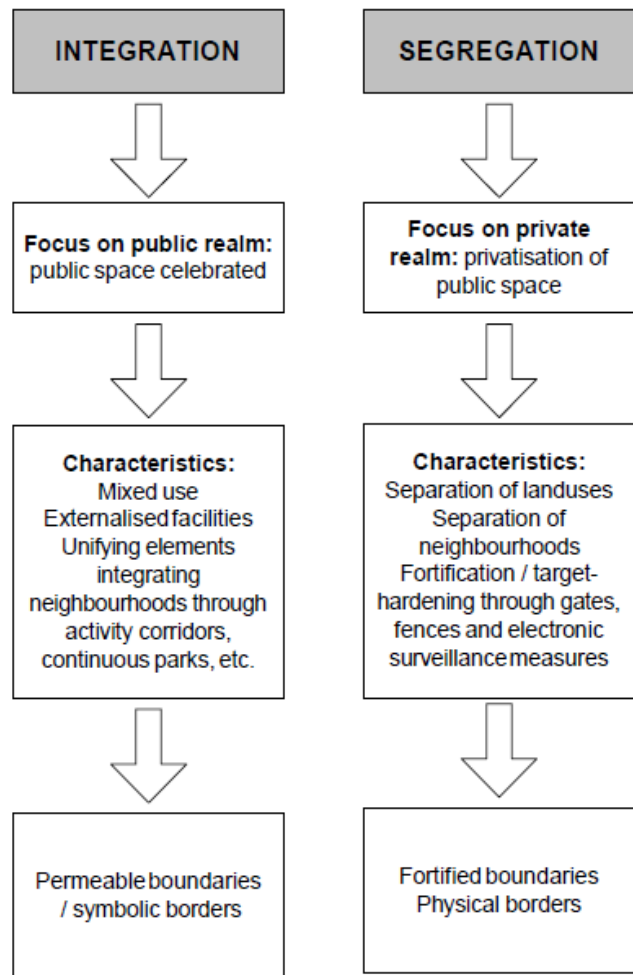 INTEGRATION
Focus on public realm:
public space celebrated
Characteristics:
Mixed use
Externalised facilities
Unifying elements
integrating
neighbourhoods through
activity corridors,
continuous parks, etc.
Permeable boundaries
/ symbolic borders
SEGREGATION
Focus on private
realm: privatisation of
public space
Characteristics:
Separation of landuses
Separation of
neighbourhoods
Fortification / target-
hardening through gates,
fences and electronic
surveillance measures
Fortified boundaries
Physical borders